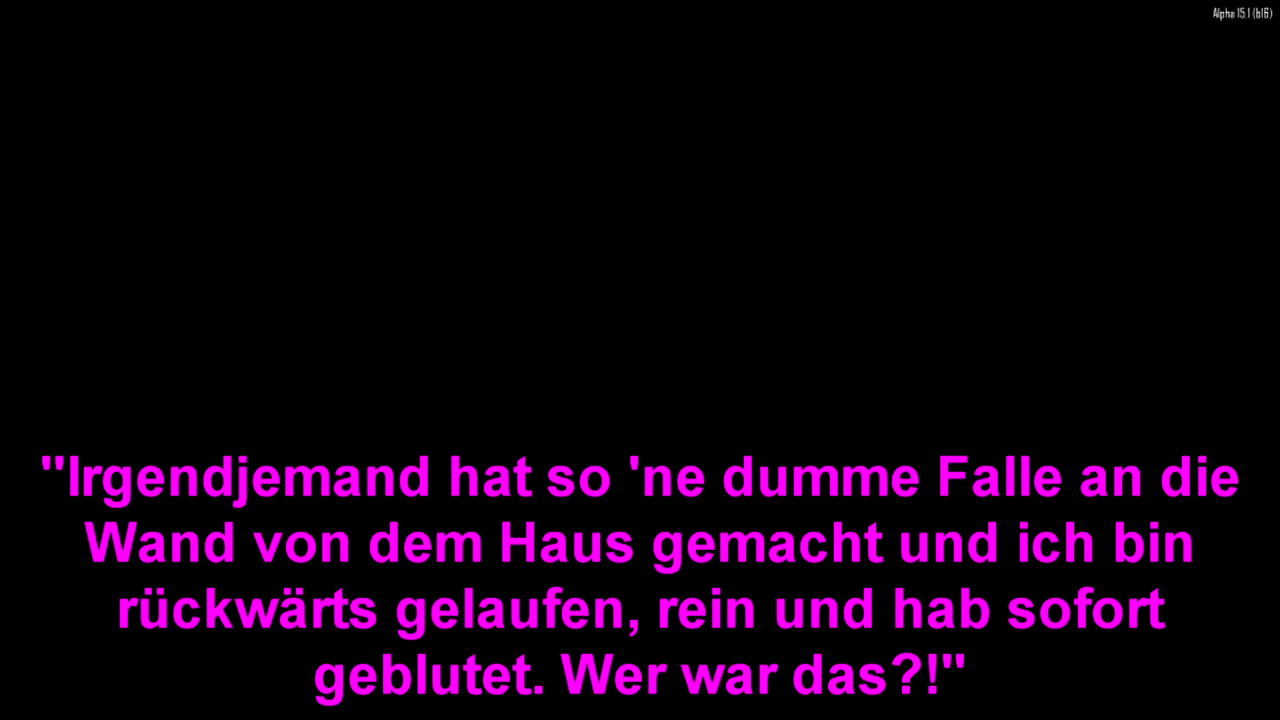 Alpha 15.1 (b16)
"Irgendjemand hat so 'ne dumme Falle an die
Wand von dem Haus gemacht und ich bin
rückwärts gelaufen, rein und hab sofort
geblutet. Wer war das?!"